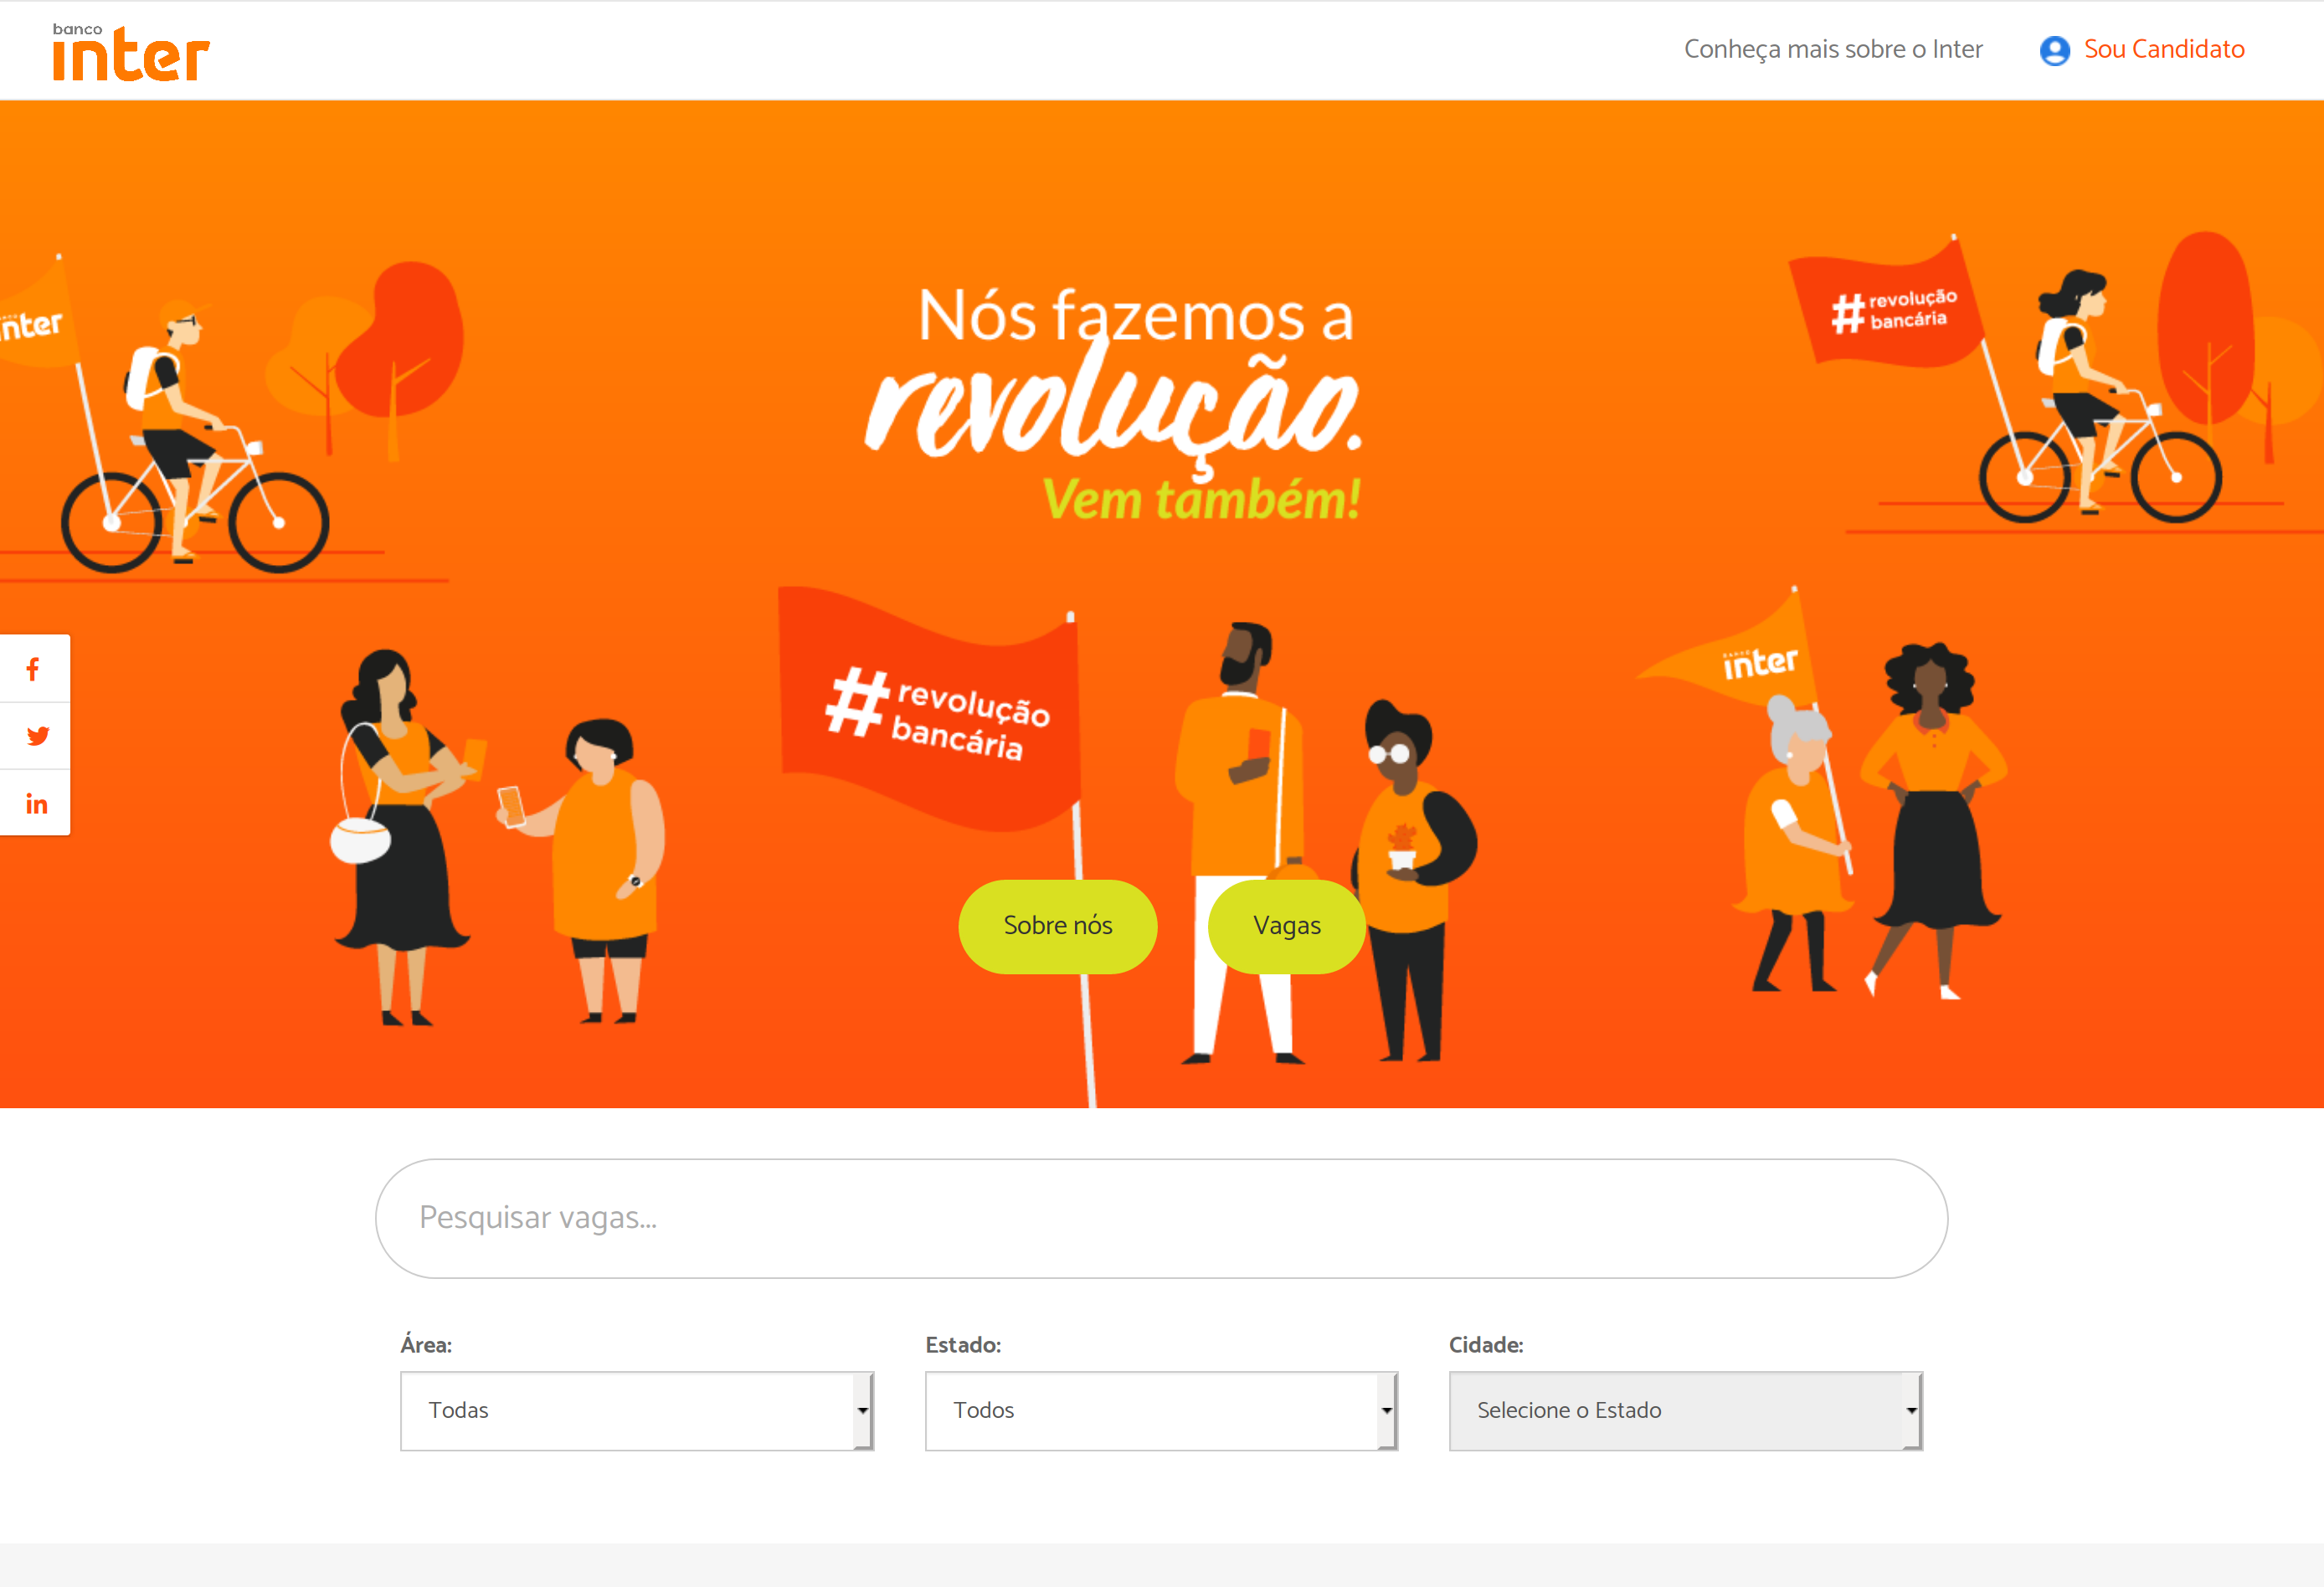 banco
inter
Conheça mais sobre o Inter
Sou Candidato
Nós fazemos a
revolução.
Vem também!
inter
# revolução
bancária
# revolução
bancária
inter
f
in
Sobre nós
Vagas
Pesquisar vagas...
Área:
Estado:
Cidade:
Todas
Todos
Selecione o Estado